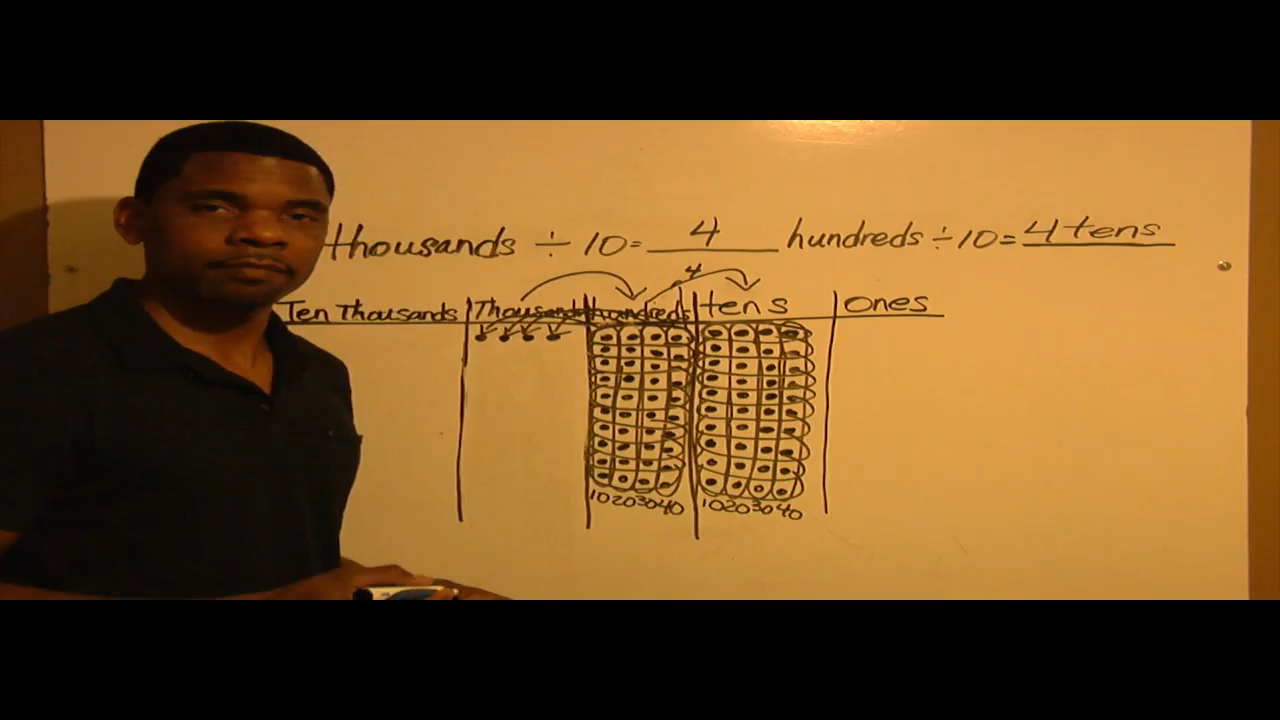 thousands ÷ 10 = 4 hundreds ÷ 10 = 4 tens
4
Ten Thousands Thousands hundreds tens Ones
10 20 30 40 10 20 30 40